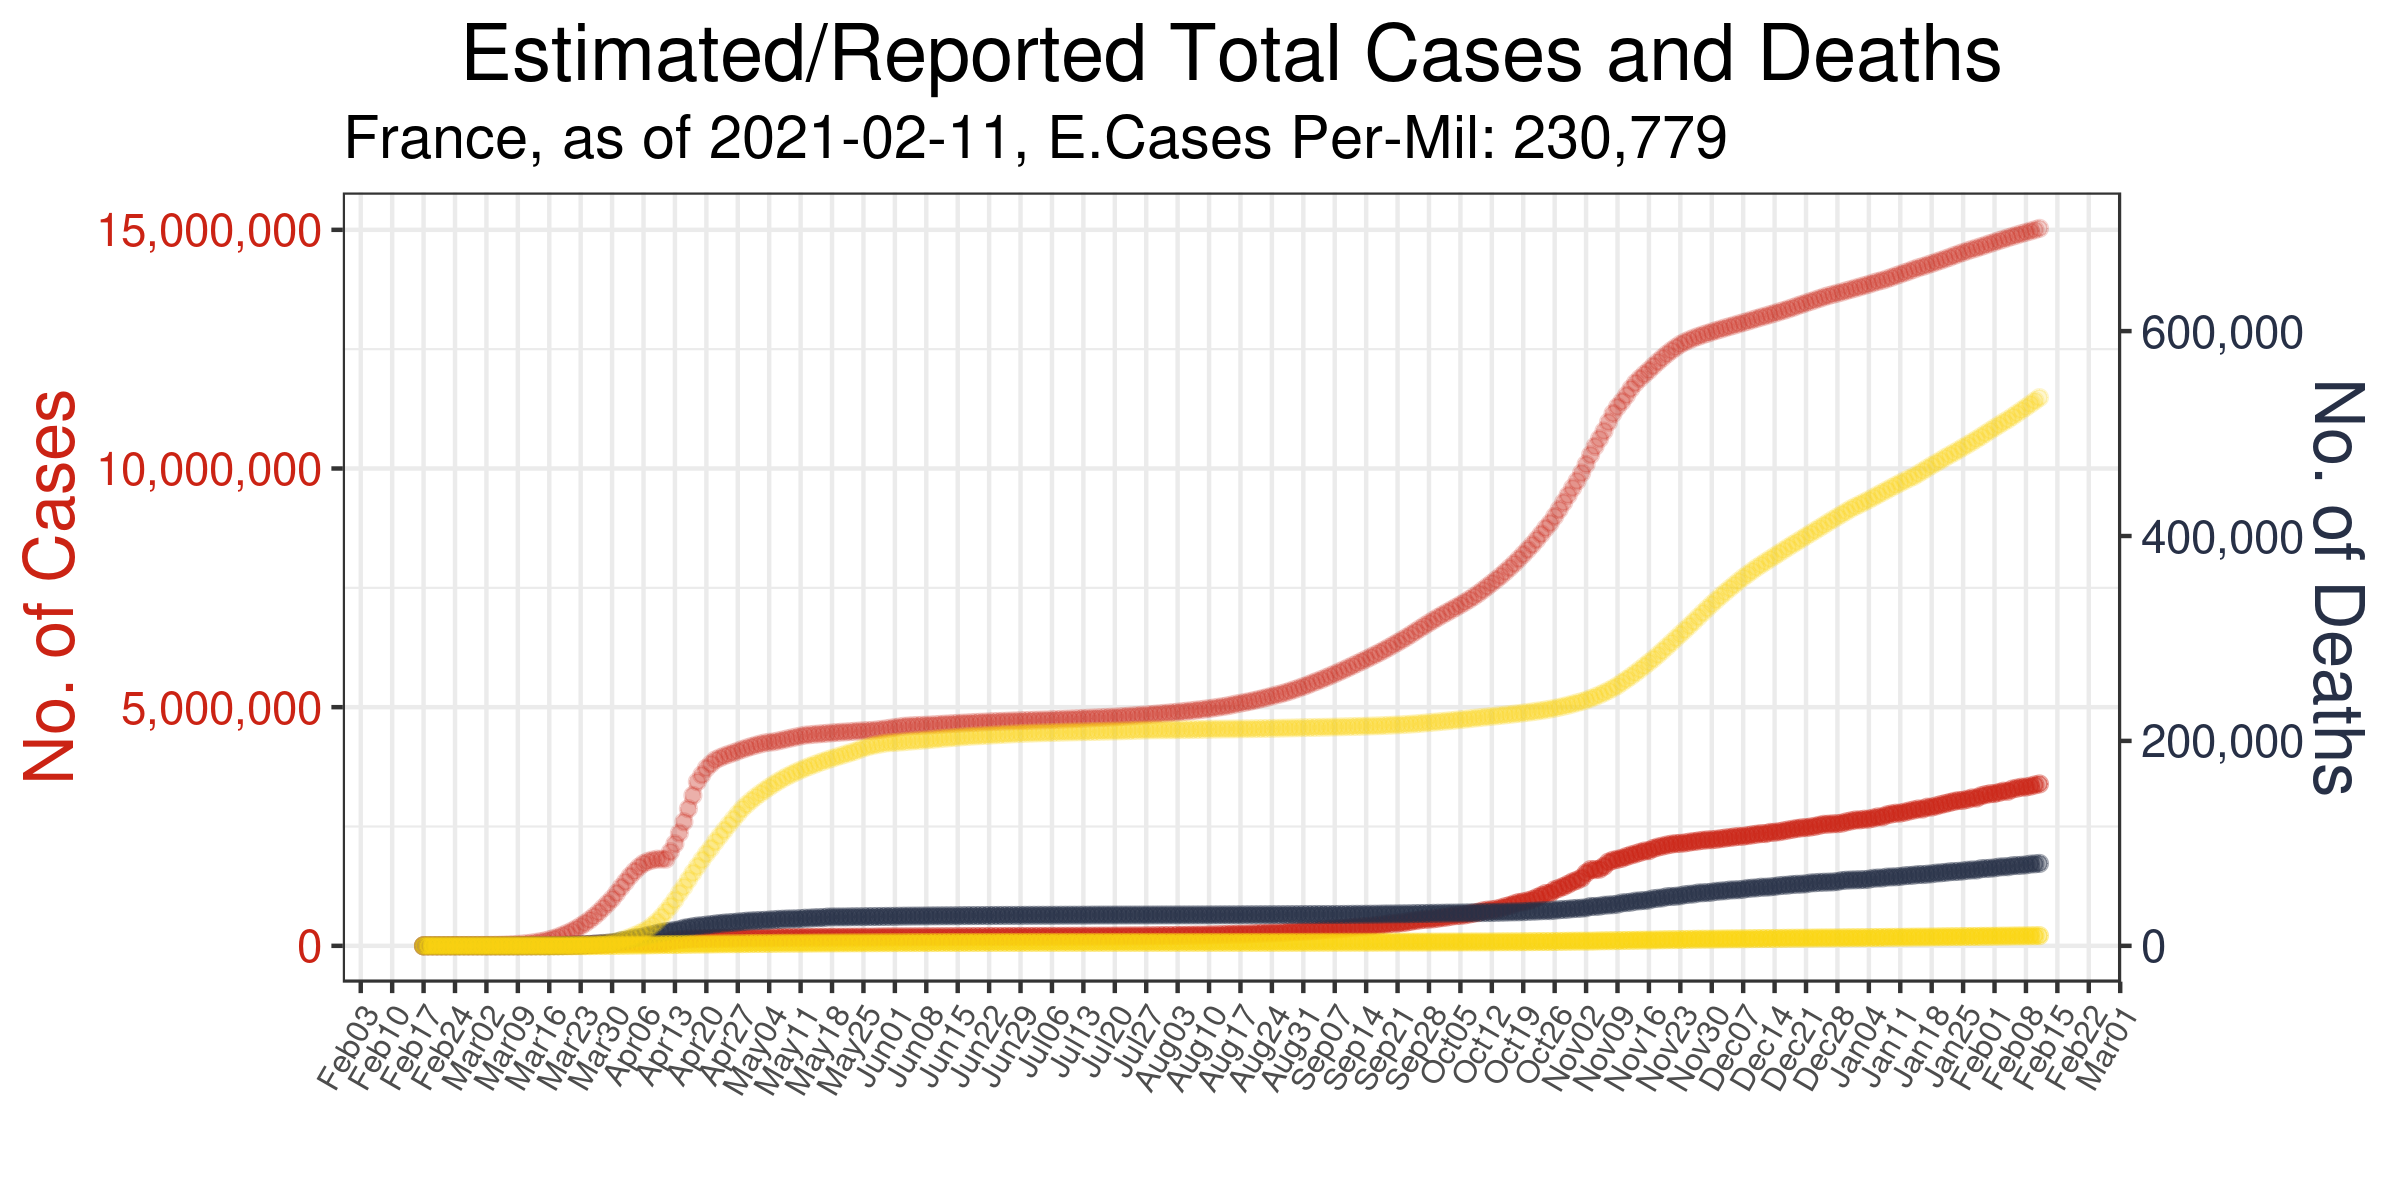 Estimated/Reported Total Cases and Deaths
France, as of 2021-02-11, E.Cases Per-Mil: 230,779
No. of Cases
15,000,000
10,000,000
5,000,000
0
600,000
400,000
200,000
0
No. of Deaths
Feb03
Feb10
Feb17
Feb24
Mar02
Mar09
Mar16
Mar23
Mar30
Apr06
Apr13
Apr20
Apr27
May04
May11
May18
May25
Jun01
Jun08
Jun15
Jun22
Jun29
Jul06
Jul13
Jul20
Jul27
Aug03
Aug10
Aug17
Aug24
Aug31
Sep07
Sep14
Sep21
Sep28
Oct05
Oct12
Oct19
Oct26
Nov02
Nov09
Nov16
Nov23
Nov30
Dec07
Dec14
Dec21
Dec28
Jan04
Jan11
Jan18
Jan25
Feb01
Feb08
Feb15
Feb22
Mar01